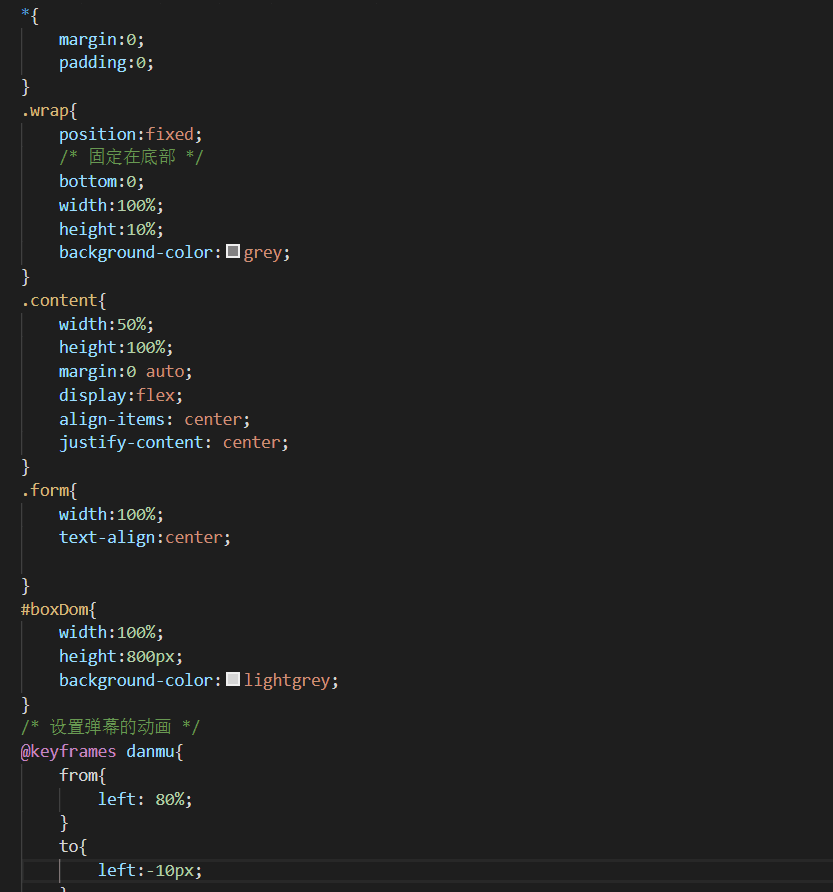 *{
    margin:0;
    padding:0;
}
.wrap{
    position:fixed;
    /* 固定在底部 */
    bottom:0;
    width:100%;
    height:10%;
    background-color:grey;
}
.content{
    width:50%;
    height:100%;
    margin:0 auto;
    display:flex;
    align-items: center;
    justify-content: center;
}
.form{
    width:100%;
    text-align:center;

}
#boxDom{
    width:100%;
    height:800px;
    background-color:lightgrey;
}
/* 设置弹幕的动画 */
@keyframes danmu{
    from{
        left: 80%;
    }
    to{
        left:-10px;
    }